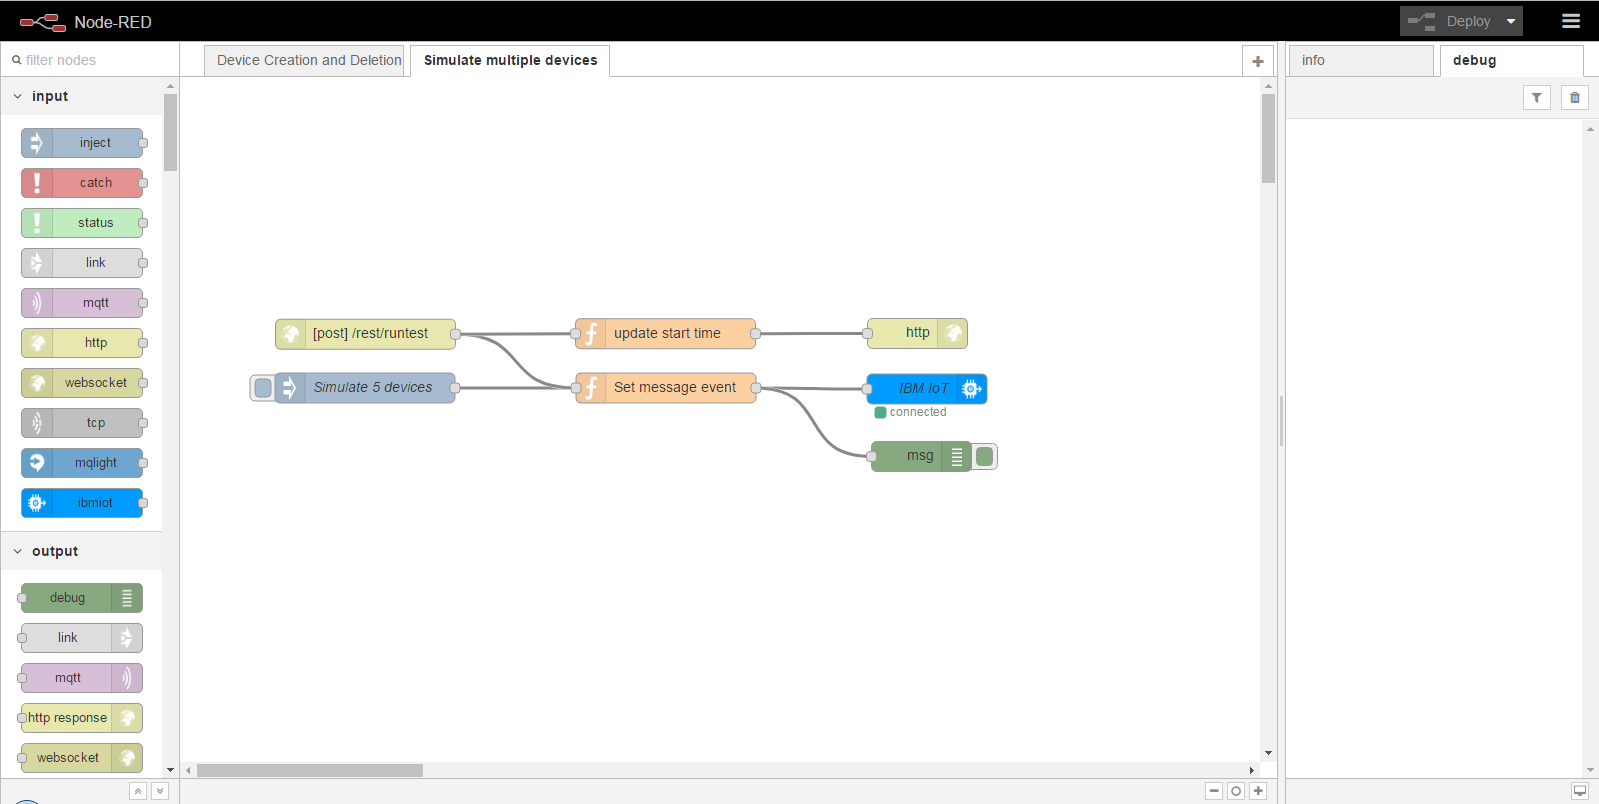 Node-RED
Deploy
filter nodes
Device Creation and Deletion
Simulate multiple devices
info
debug
input
inject
catch
status
link
mqtt
http
websocket
tcp
mqlight
ibmiot
output
debug
link
mqtt
http response
websocket
[post] /rest/runtest
update start time
http
Simulate 5 devices
Set message event
IBM IoT
connected
msg